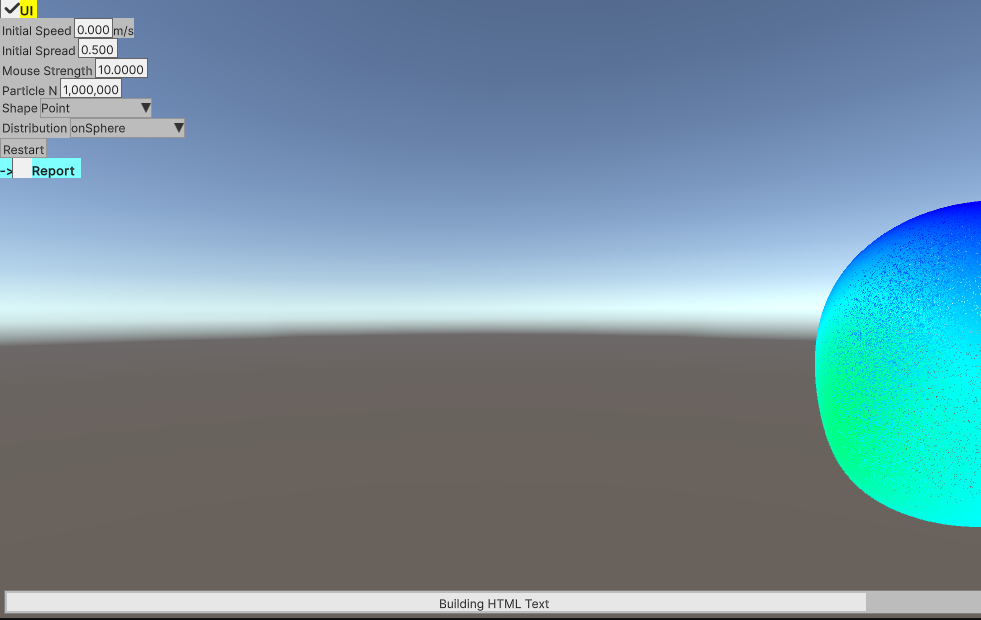 UI
Initial Speed 0.000 m/s
Initial Spread 0.500
Mouse Strength 10.0000
Particle N 1,000,000
Shape Point
Distribution onSphere
Restart
-> Report
Building HTML Text